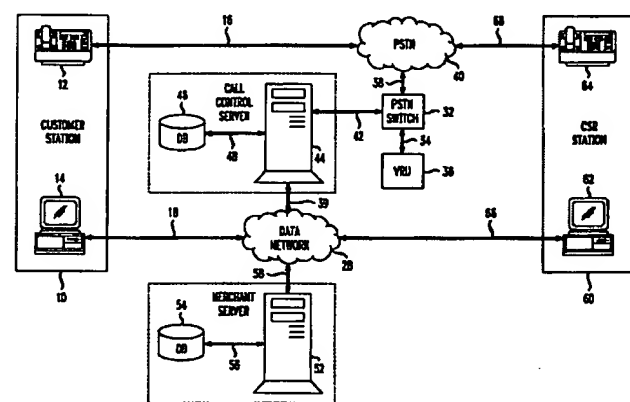 16
68
PSTN
12
38
40
64
46
CALL
CONTROL
SERVER
PSTN
SWITCH
32
42
34
CUSTOMER
STATION
CSR
STATION
DB
48
44
VRU
36
14
62
39
18
66
DATA
NETWORK
28
58
10
60
54
MERCHANT
SERVER
DB
56
52